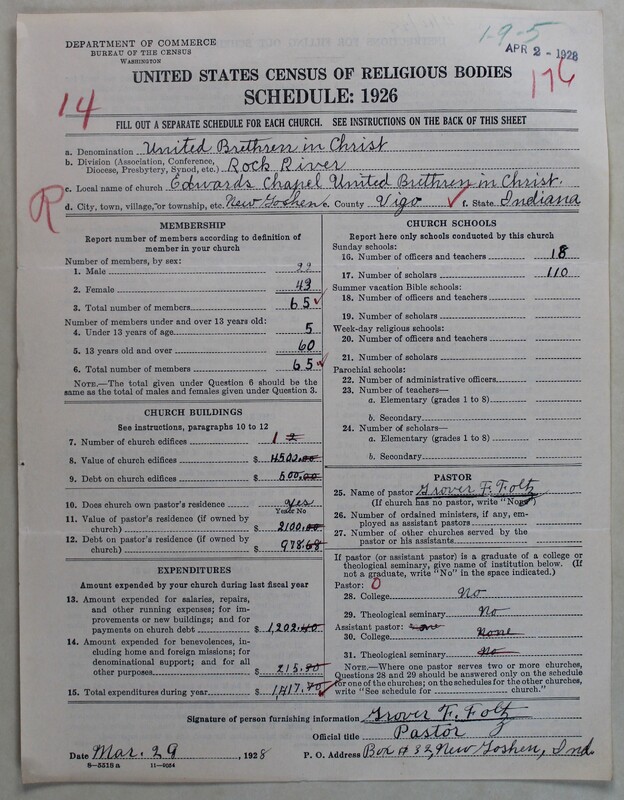 1-9-5
DEPARTMENT OF COMMERCE
BUREAU OF THE CENSUS
WASHINGTON
APR 2 - 1928
UNITED STATES CENSUS OF RELIGIOUS BODIES
SCHEDULE: 1926
14
176
FILL OUT A SEPARATE SCHEDULE FOR EACH CHURCH. SEE INSTRUCTIONS ON THE BACK OF THIS SHEET
a. Denomination United Brethren in Christ
b. Division (Association, Conference, Diocese, Presbytery, Synod, etc.) Rock River
c. Local name of church Edwards Chapel United Brethren in Christ.
d. City, town, village, or township, etc. New Goshen e. County Vigo f. State Indiana
R
MEMBERSHIP
Report number of members according to definition of
member in your church
Number of members, by sex:
1. Male 22
2. Female 43
3. Total number of members 65
Number of members under and over 13 years old:
4. Under 13 years of age 5
5. 13 years old and over 60
6. Total number of members 65
NOTE.—The total given under Question 6 should be the
same as the total of males and females given under Question 3.
CHURCH BUILDINGS
See instructions, paragraphs 10 to 12
7. Number of church edifices 1 2
8. Value of church edifices $ 4500.00
9. Debt on church edifices $ 600.00
10. Does church own pastor's residence yes
Yes or No
11. Value of pastor's residence (if owned by
church) $ 2100.00
12. Debt on pastor's residence (if owned by
church) $ 978.68
EXPENDITURES
Amount expended by your church during last fiscal year
13. Amount expended for salaries, repairs,
and other running expenses; for im-
provements or new buildings; and for
payments on church debt $ 1,202.40
14. Amount expended for benevolences, in-
cluding home and foreign missions; for
denominational support; and for all
other purposes $ 215.30
15. Total expenditures during year $ 1,417.70
CHURCH SCHOOLS
Report here only schools conducted by this church
Sunday schools:
16. Number of officers and teachers 18
17. Number of scholars 110
Summer vacation Bible schools:
18. Number of officers and teachers
19. Number of scholars
Week-day religious schools:
20. Number of officers and teachers
21. Number of scholars
Parochial schools:
22. Number of administrative officers
23. Number of teachers—
a. Elementary (grades 1 to 8)
b. Secondary
24. Number of scholars—
a. Elementary (grades 1 to 8)
b. Secondary
PASTOR
25. Name of pastor Grover F. Foltz
(If church has no pastor, write "None")
26. Number of ordained ministers, if any, em-
ployed as assistant pastors
27. Number of other churches served by the
pastor or his assistants
If pastor (or assistant pastor) is a graduate of a college or
theological seminary, give name of institution below. (If
not a graduate, write "No" in the space indicated.)
Pastor: 0
28. College No
29. Theological seminary No
Assistant pastor: None
30. College None
31. Theological seminary No
NOTE.—Where one pastor serves two or more churches,
Questions 28 and 29 should be answered only on the schedule
for one of the churches; on the schedules for the other churches,
write "See schedule for church."
Signature of person furnishing information Grover F. Foltz
Official title Pastor
Date Mar. 29, 1928 P. O. Address Box # 32, New Goshen, Ind.
8-5515a 11-9064